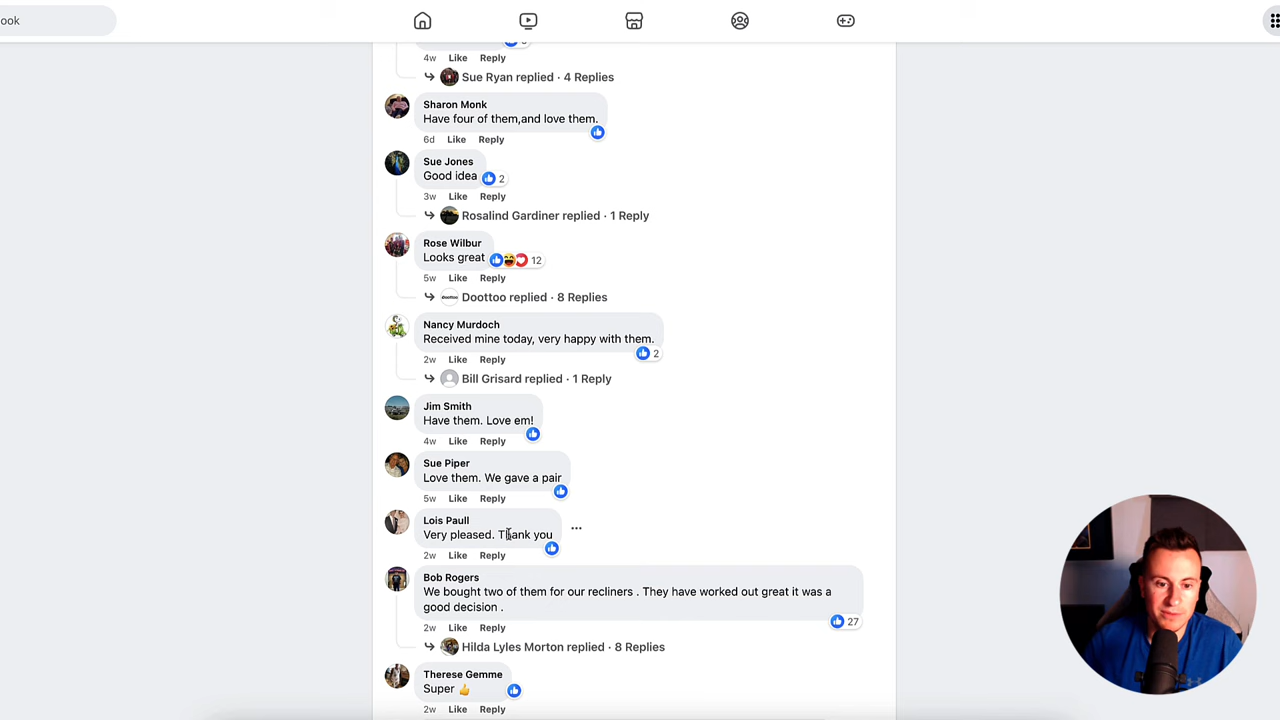 ook
4w Like Reply
Sue Ryan replied · 4 Replies
Sharon Monk
Have four of them,and love them.
6d Like Reply
Sue Jones
Good idea
2
3w Like Reply
Rosalind Gardiner replied · 1 Reply
Rose Wilbur
Looks great
12
5w Like Reply
Doottoo replied · 8 Replies
Nancy Murdoch
Received mine today, very happy with them.
2
2w Like Reply
Bill Grisard replied · 1 Reply
Jim Smith
Have them. Love em!
4w Like Reply
Sue Piper
Love them. We gave a pair
5w Like Reply
Lois Paull
Very pleased. Thank you
2w Like Reply
Bob Rogers
We bought two of them for our recliners . They have worked out great it was a
good decision .
27
2w Like Reply
Hilda Lyles Morton replied · 8 Replies
Therese Gemme
Super 👍
2w Like Reply